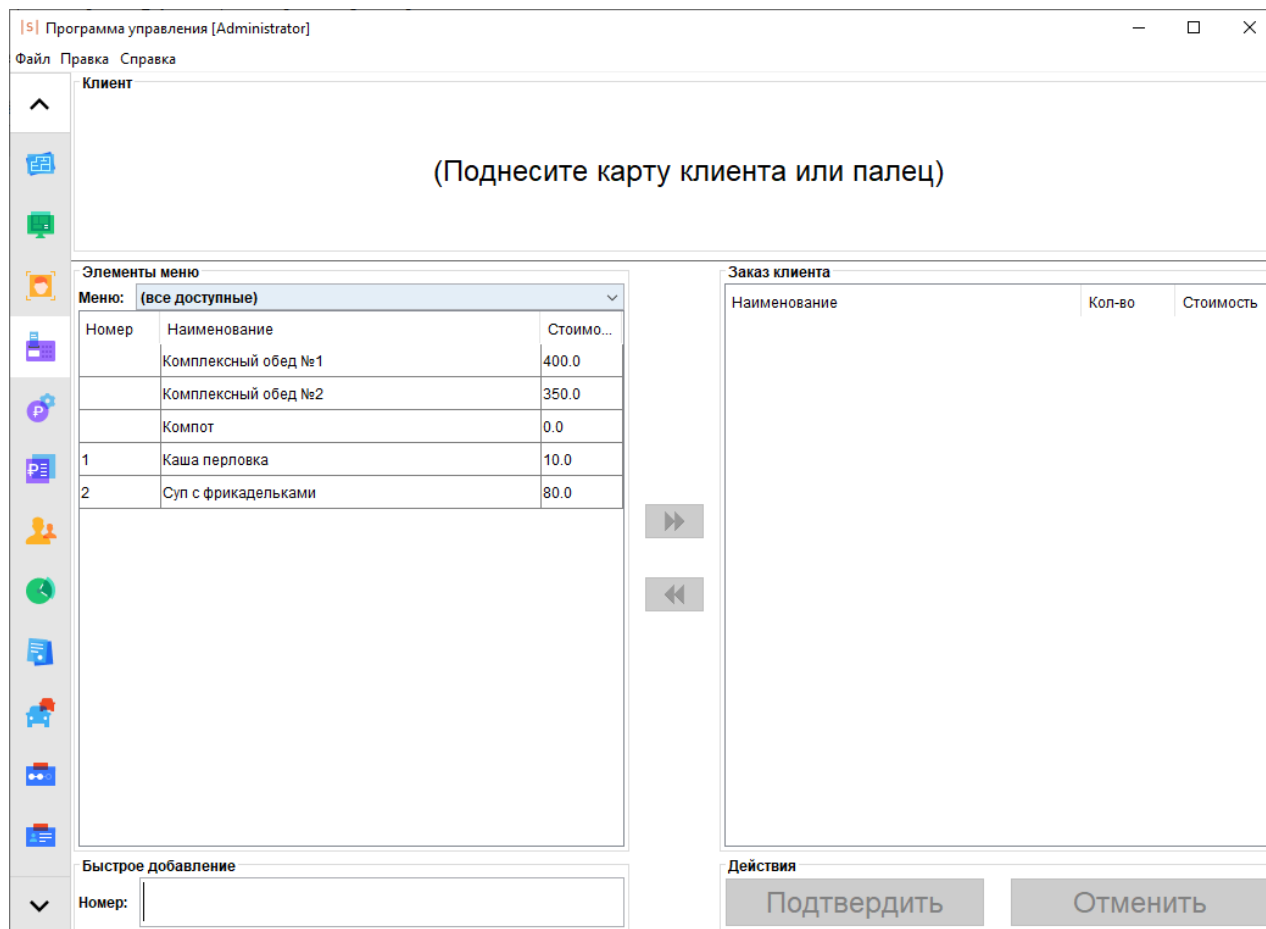 |S| Программа управления [Administrator]
Файл Правка Справка
Клиент
(Поднесите карту клиента или палец)
Элементы меню
Меню: (все доступные)
Номер Наименование Стоимо...
Комплексный обед №1 400.0
Комплексный обед №2 350.0
Компот 0.0
1 Каша перловка 10.0
2 Суп с фрикадельками 80.0
Заказ клиента
Наименование Кол-во Стоимость
Быстрое добавление
Номер:
Действия
Подтвердить Отменить